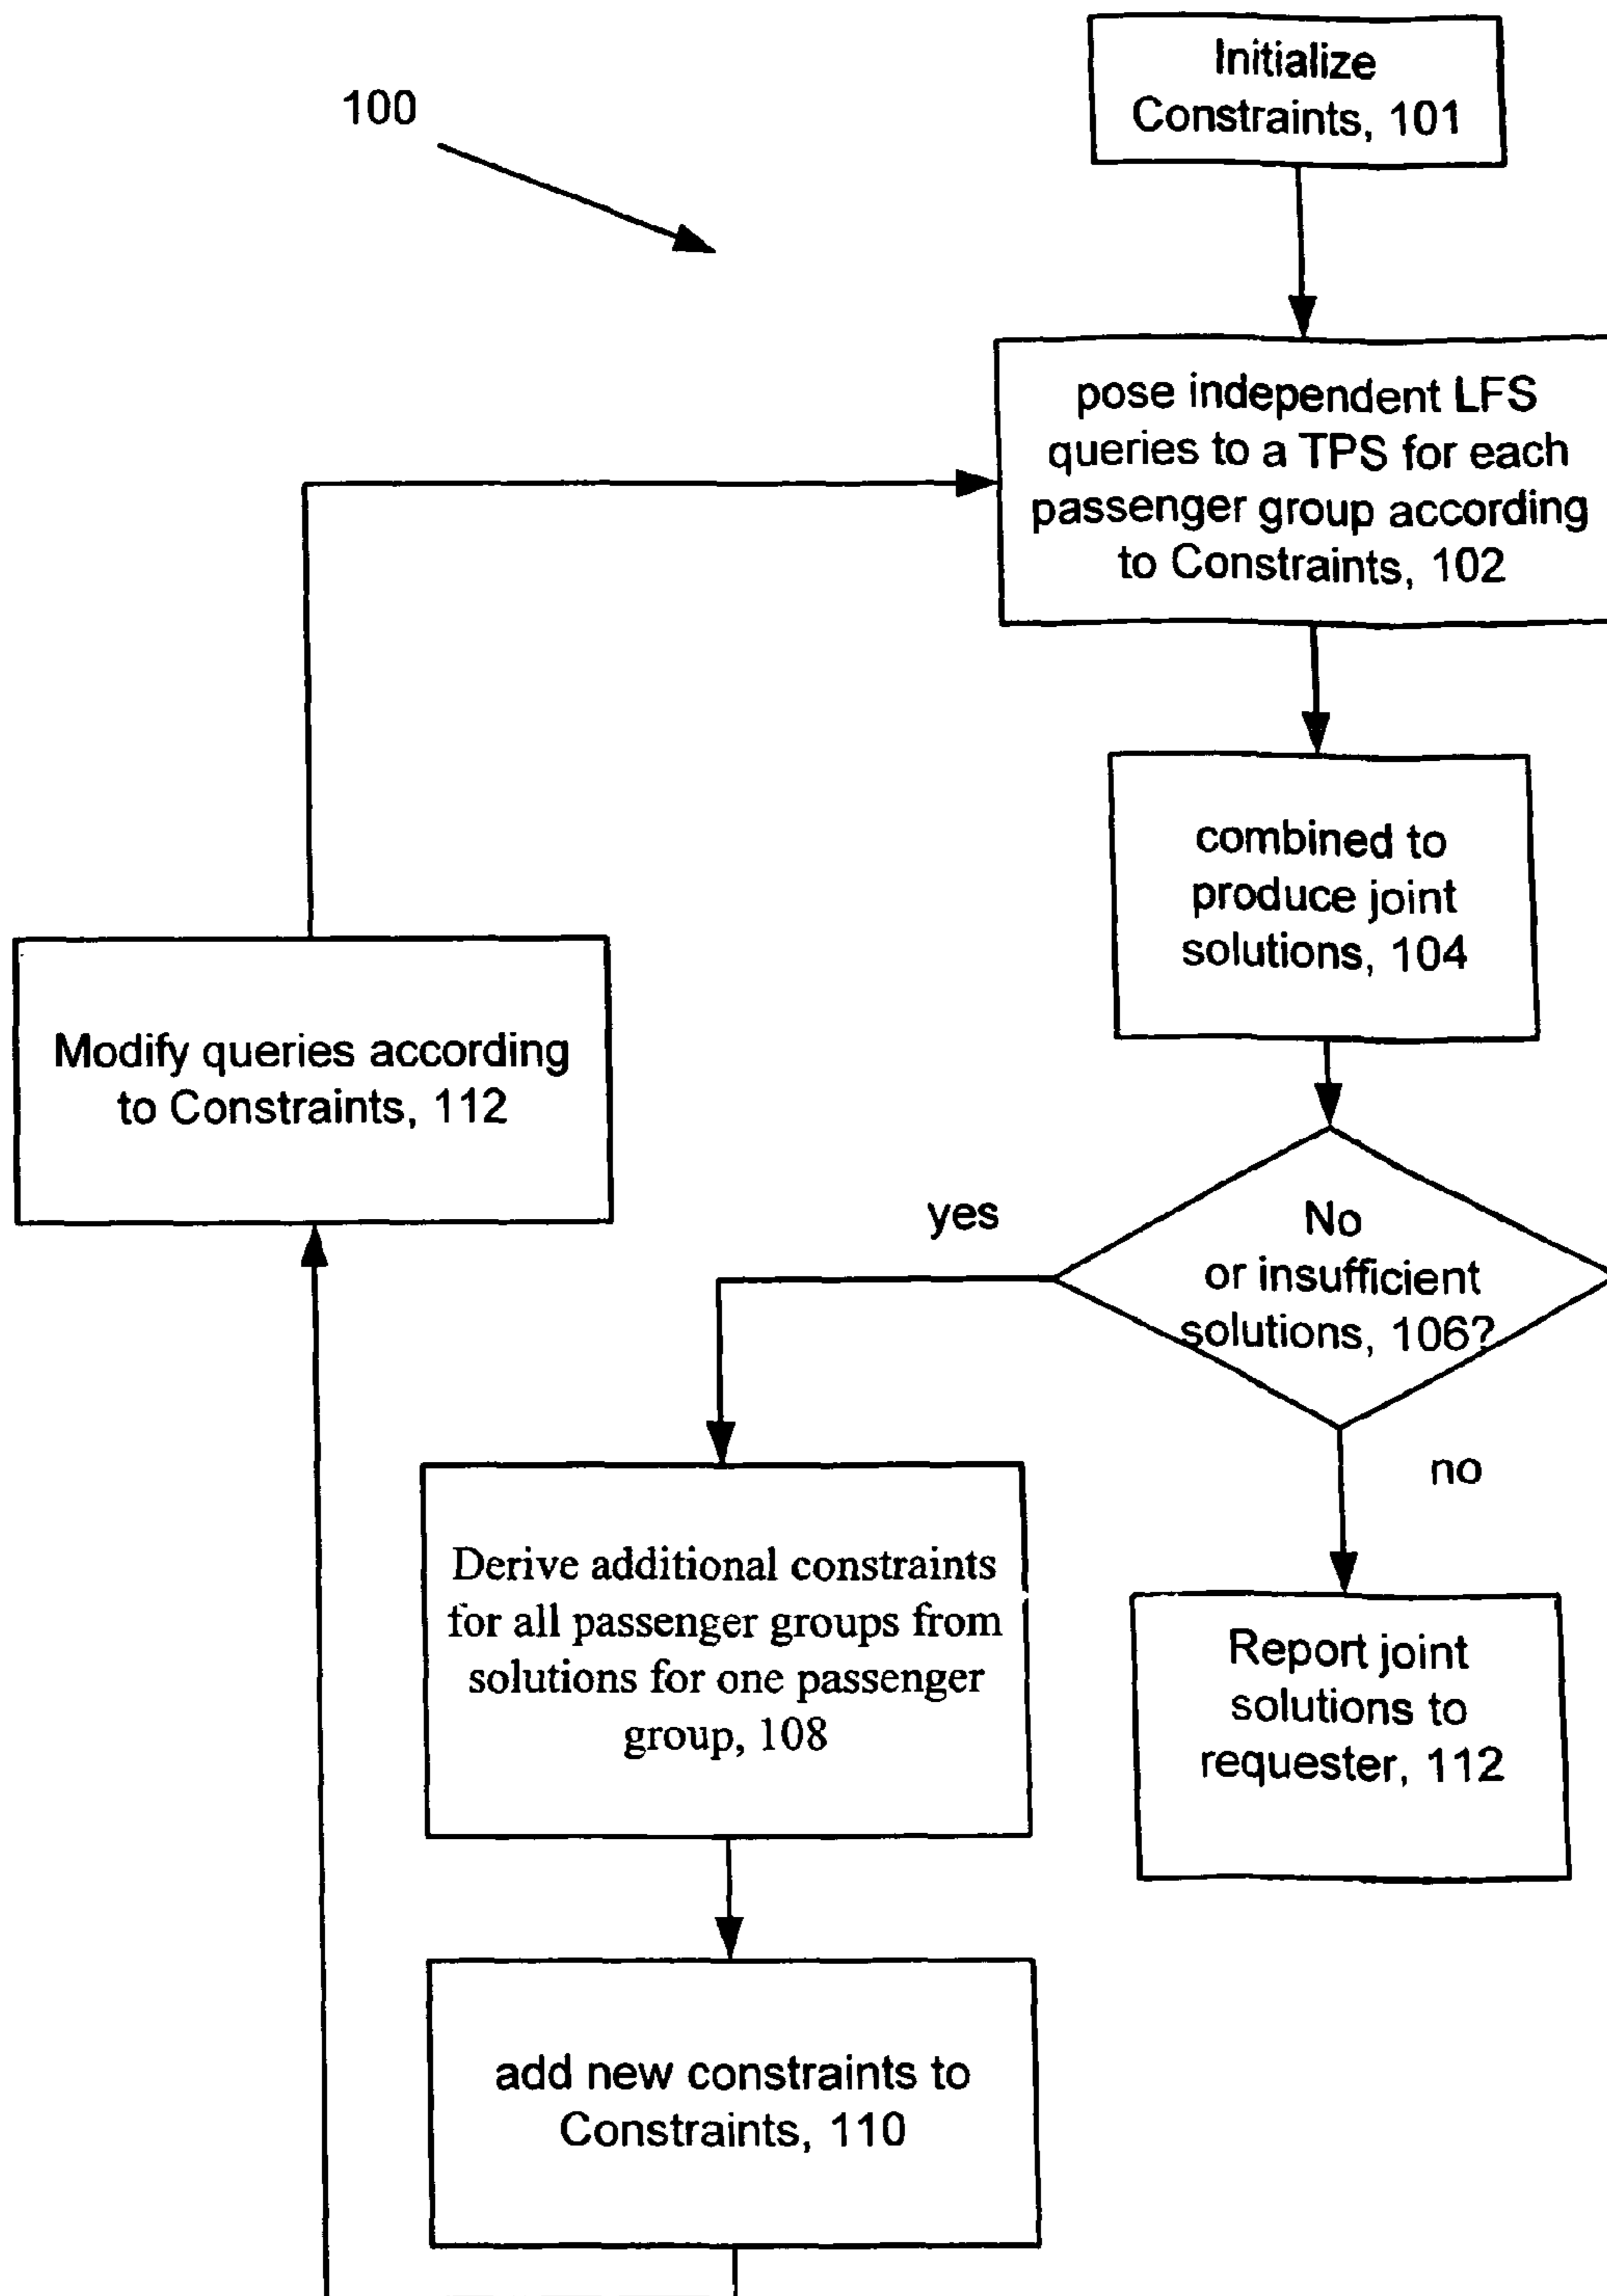 100
Initialize
Constraints, 101
pose independent LFS
queries to a TPS for each
passenger group according
to Constraints, 102
combined to
produce joint
solutions, 104
Modify queries according
to Constraints, 112
yes
No
or insufficient
solutions, 106?
no
Derive additional constraints
for all passenger groups from
solutions for one passenger
group, 108
Report joint
solutions to
requester, 112
add new constraints to
Constraints, 110